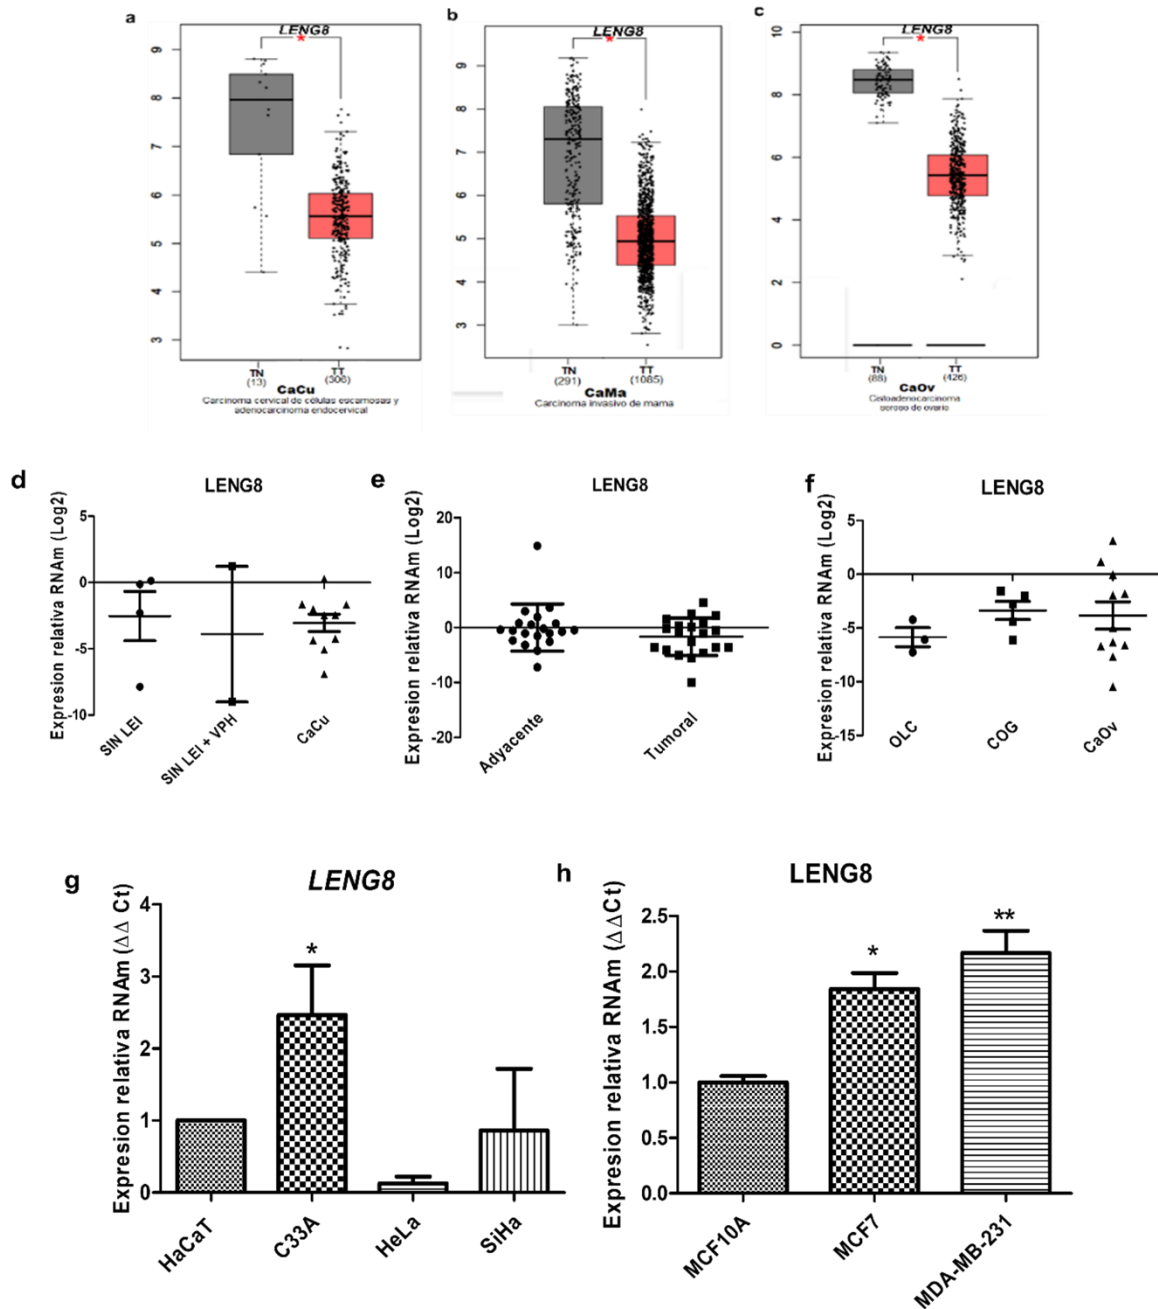 a
LENG8
*
9
8
7
6
5
4
3
TN
(13)
TT
(306)
CaCu
Carcinoma cervical de células escamosas y
adenocarcinoma endocervical
b
LENG8
*
9
8
7
6
5
4
3
TN
(291)
TT
(1085)
CaMa
Carcinoma invasivo de mama
c
LENG8
*
10
8
6
4
2
0
TN
(88)
TT
(426)
CaOv
Cistoadenocarcinoma
seroso de ovario
d
LENG8
Expresion relativa RNAm (Log2)
5
0
-5
-10
SIN LEI
SIN LEI + VPH
CaCu
e
LENG8
Expresion relativa RNAm (Log2)
20
10
0
-10
-20
Adyacente
Tumoral
f
LENG8
Expresion relativa RNAm (Log2)
5
0
-5
-10
-15
OLC
COG
CaOv
g
LENG8
Expresion relativa RNAm (Δ Δ Ct)
4
3
2
1
0
*
HaCaT
C33A
HeLa
SiHa
h
LENG8
Expresion relativa RNAm (ΔΔCt)
2.5
2.0
1.5
1.0
0.5
0.0
*
**
MCF10A
MCF7
MDA-MB-231